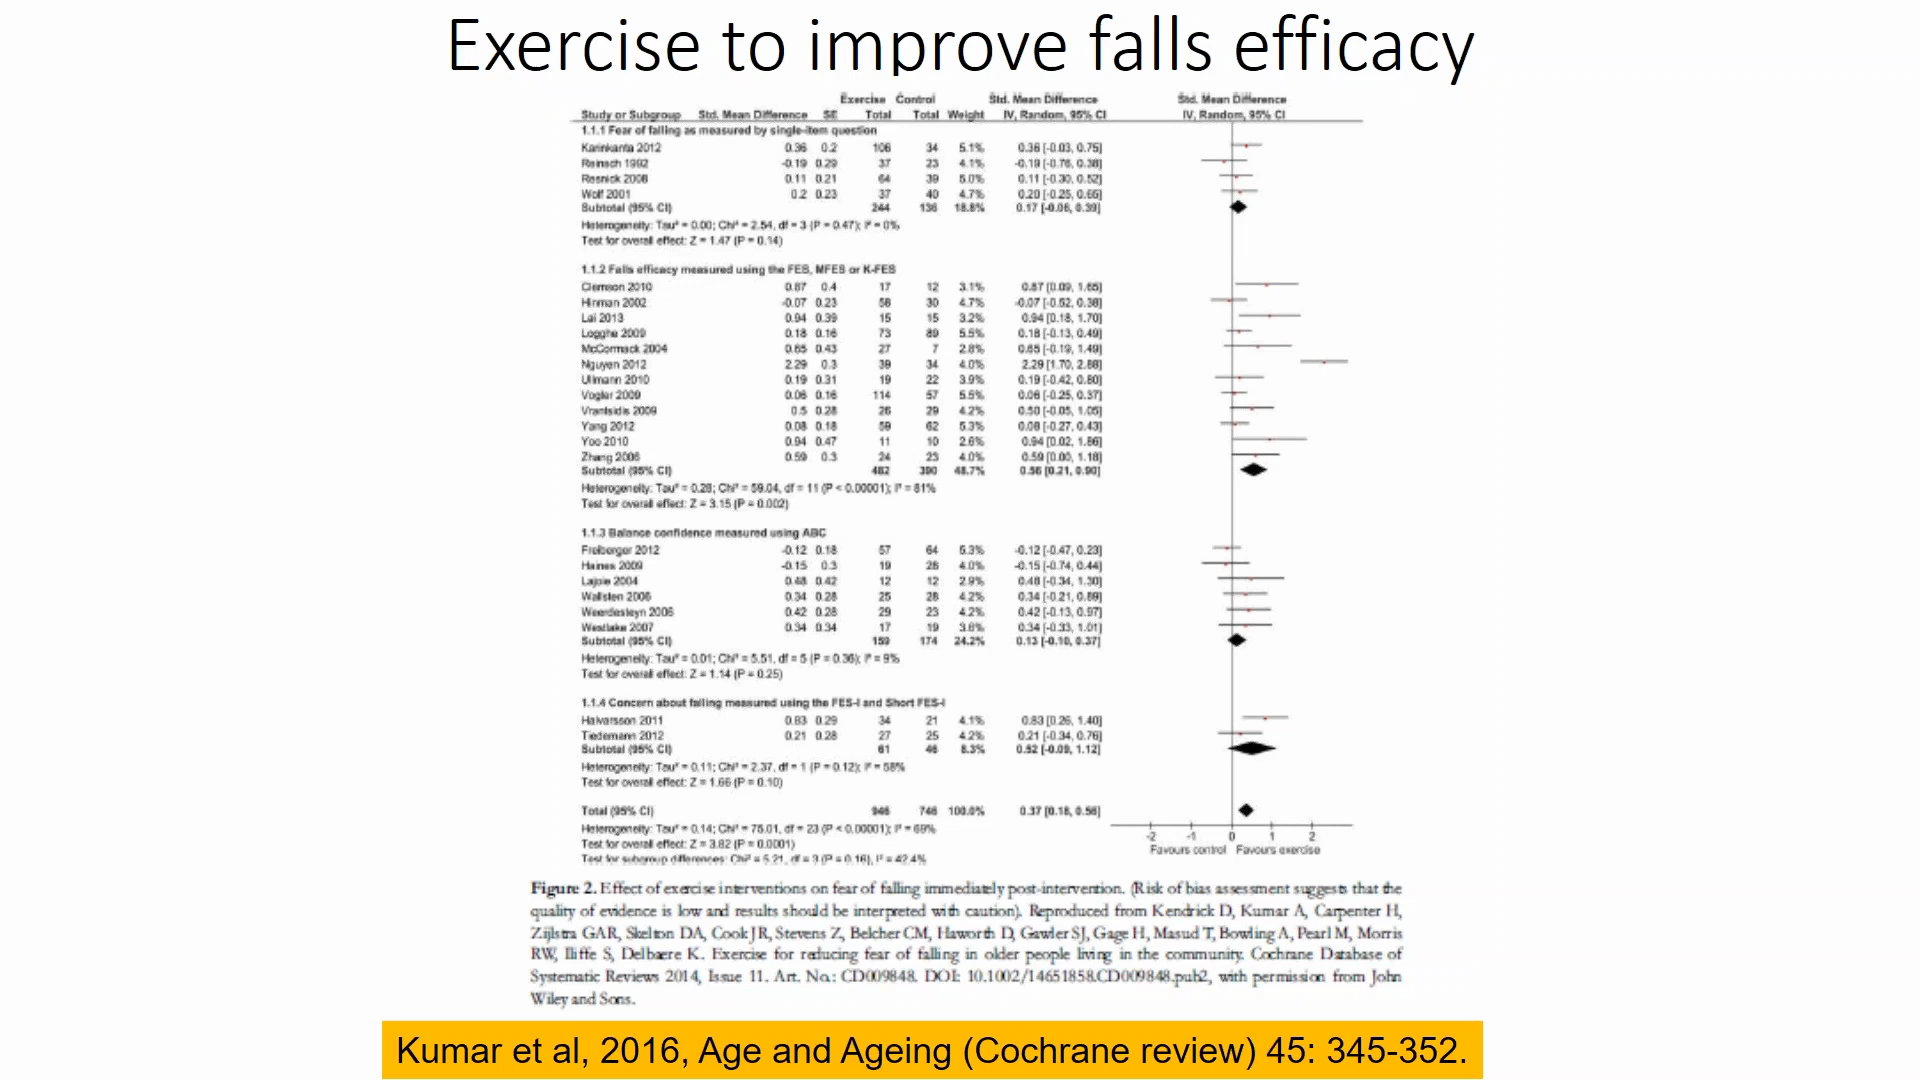 Exercise to improve falls efficacy
Exercise Control Std. Mean Difference Std. Mean Difference
Study or Subgroup Std. Mean Difference SE Total Total Weight IV, Random, 95% CI IV, Random, 95% CI
1.1.1 Fear of falling as measured by single-item question
Karinkanta 2012 0.36 0.2 106 34 5.1% 0.36 [-0.03, 0.75]
Reinsch 1992 -0.19 0.29 37 23 4.1% -0.19 [-0.76, 0.38]
Resnick 2008 0.11 0.21 64 39 5.0% 0.11 [-0.30, 0.52]
Wolf 2001 0.2 0.23 37 40 4.7% 0.20 [-0.25, 0.65]
Subtotal (95% CI) 244 136 18.8% 0.17 [-0.06, 0.39]
Heterogeneity: Tau² = 0.00; Chi² = 2.54, df = 3 (P = 0.47); I² = 0%
Test for overall effect: Z = 1.47 (P = 0.14)
1.1.2 Falls efficacy measured using the FES, MFES or K-FES
Clemson 2010 0.87 0.4 17 12 3.1% 0.87 [0.09, 1.65]
Hinman 2002 -0.07 0.23 58 30 4.7% -0.07 [-0.52, 0.38]
Lai 2013 0.94 0.39 15 15 3.2% 0.94 [0.18, 1.70]
Logghe 2009 0.18 0.16 73 89 5.5% 0.18 [-0.13, 0.49]
McCormack 2004 0.65 0.43 27 7 2.8% 0.65 [-0.19, 1.49]
Nguyen 2012 2.29 0.3 39 34 4.0% 2.29 [1.70, 2.88]
Ullmann 2010 0.19 0.31 19 22 3.9% 0.19 [-0.42, 0.80]
Vogler 2009 0.06 0.16 114 57 5.5% 0.06 [-0.25, 0.37]
Vrantsidis 2009 0.5 0.28 26 29 4.2% 0.50 [-0.05, 1.05]
Yang 2012 0.08 0.18 59 62 5.3% 0.08 [-0.27, 0.43]
Yoo 2010 0.94 0.47 11 10 2.6% 0.94 [0.02, 1.86]
Zhang 2006 0.59 0.3 24 23 4.0% 0.59 [0.00, 1.18]
Subtotal (95% CI) 482 390 48.7% 0.56 [0.21, 0.90]
Heterogeneity: Tau² = 0.28; Chi² = 59.04, df = 11 (P < 0.00001); I² = 81%
Test for overall effect: Z = 3.15 (P = 0.002)
1.1.3 Balance confidence measured using ABC
Freiberger 2012 -0.12 0.18 57 64 5.3% -0.12 [-0.47, 0.23]
Haines 2009 -0.15 0.3 19 28 4.0% -0.15 [-0.74, 0.44]
Lajoie 2004 0.48 0.42 12 12 2.9% 0.48 [-0.34, 1.30]
Wallsten 2006 0.34 0.28 25 28 4.2% 0.34 [-0.21, 0.89]
Weerdesteyn 2006 0.42 0.28 29 23 4.2% 0.42 [-0.13, 0.97]
Westlake 2007 0.34 0.34 17 19 3.6% 0.34 [-0.33, 1.01]
Subtotal (95% CI) 159 174 24.2% 0.13 [-0.10, 0.37]
Heterogeneity: Tau² = 0.01; Chi² = 5.51, df = 5 (P = 0.36); I² = 9%
Test for overall effect: Z = 1.14 (P = 0.25)
1.1.4 Concern about falling measured using the FES-I and Short FES-I
Halvarsson 2011 0.83 0.29 34 21 4.1% 0.83 [0.26, 1.40]
Tiedemann 2012 0.21 0.28 27 25 4.2% 0.21 [-0.34, 0.76]
Subtotal (95% CI) 61 46 8.3% 0.52 [-0.09, 1.12]
Heterogeneity: Tau² = 0.11; Chi² = 2.37, df = 1 (P = 0.12); I² = 58%
Test for overall effect: Z = 1.66 (P = 0.10)
Total (95% CI) 946 746 100.0% 0.37 [0.18, 0.56]
Heterogeneity: Tau² = 0.14; Chi² = 75.01, df = 23 (P < 0.00001); I² = 69%
Test for overall effect: Z = 3.82 (P = 0.0001)
Test for subgroup differences: Chi² = 5.21, df = 3 (P = 0.16), I² = 42.4%
-2 -1 0 1 2
Favours control Favours exercise
Figure 2. Effect of exercise interventions on fear of falling immediately post-intervention. (Risk of bias assessment suggests that the
quality of evidence is low and results should be interpreted with caution). Reproduced from Kendrick D, Kumar A, Carpenter H,
Zijlstra GAR, Skelton DA, Cook JR, Stevens Z, Belcher CM, Haworth D, Gawler SJ, Gage H, Masud T, Bowling A, Pearl M, Morris
RW, Iliffe S, Delbaere K. Exercise for reducing fear of falling in older people living in the community. Cochrane Database of
Systematic Reviews 2014, Issue 11. Art. No.: CD009848. DOI: 10.1002/14651858.CD009848.pub2, with permission from John
Wiley and Sons.
Kumar et al, 2016, Age and Ageing (Cochrane review) 45: 345-352.